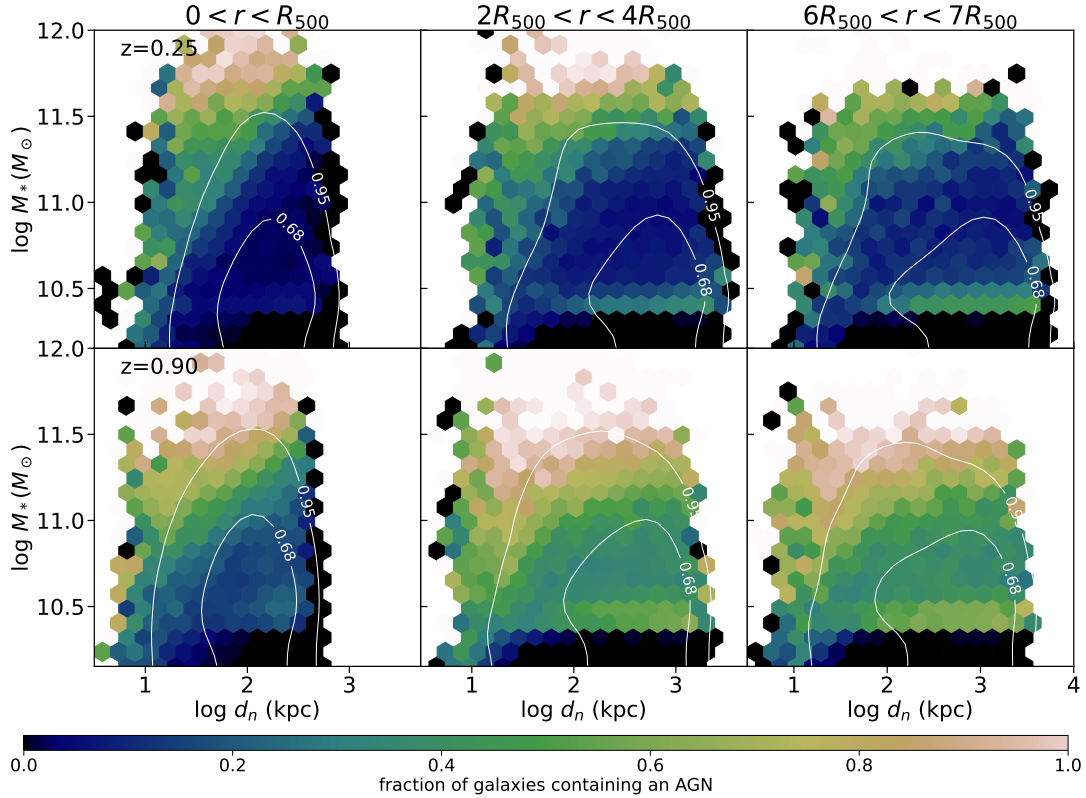 0 < r < R₅₀₀
2R₅₀₀ < r < 4R₅₀₀
6R₅₀₀ < r < 7R₅₀₀
12.0
z=0.25
11.5
log M* (M⊙)
11.0
10.5
0.95
0.68
0.95
0.68
0.95
0.68
12.0
z=0.90
11.5
log M* (M⊙)
11.0
10.5
0.95
0.68
0.68
0.68
1 2 3
1 2 3
1 2 3 4
log dₙ (kpc)
log dₙ (kpc)
log dₙ (kpc)
0.0 0.2 0.4 0.6 0.8 1.0
fraction of galaxies containing an AGN